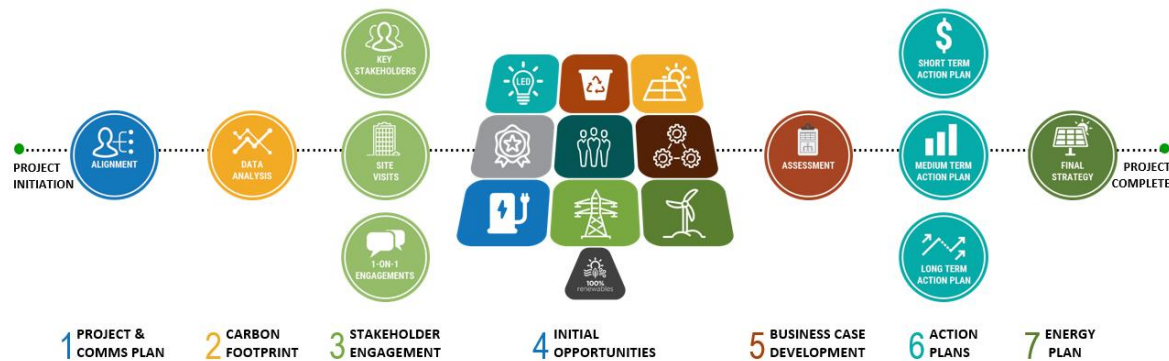 PROJECT
INITIATION
ALIGNMENT
DATA
ANALYSIS
KEY
STAKEHOLDERS
SITE
VISITS
1-ON-1
ENGAGEMENTS
LED
100%
renewables
ASSESSMENT
SHORT TERM
ACTION PLAN
MEDIUM TERM
ACTION PLAN
LONG TERM
ACTION PLAN
FINAL
STRATEGY
PROJECT
COMPLETE
1 PROJECT &
COMMS PLAN
2 CARBON
FOOTPRINT
3 STAKEHOLDER
ENGAGEMENT
4 INITIAL
OPPORTUNITIES
5 BUSINESS CASE
DEVELOPMENT
6 ACTION
PLANS
7 ENERGY
PLAN